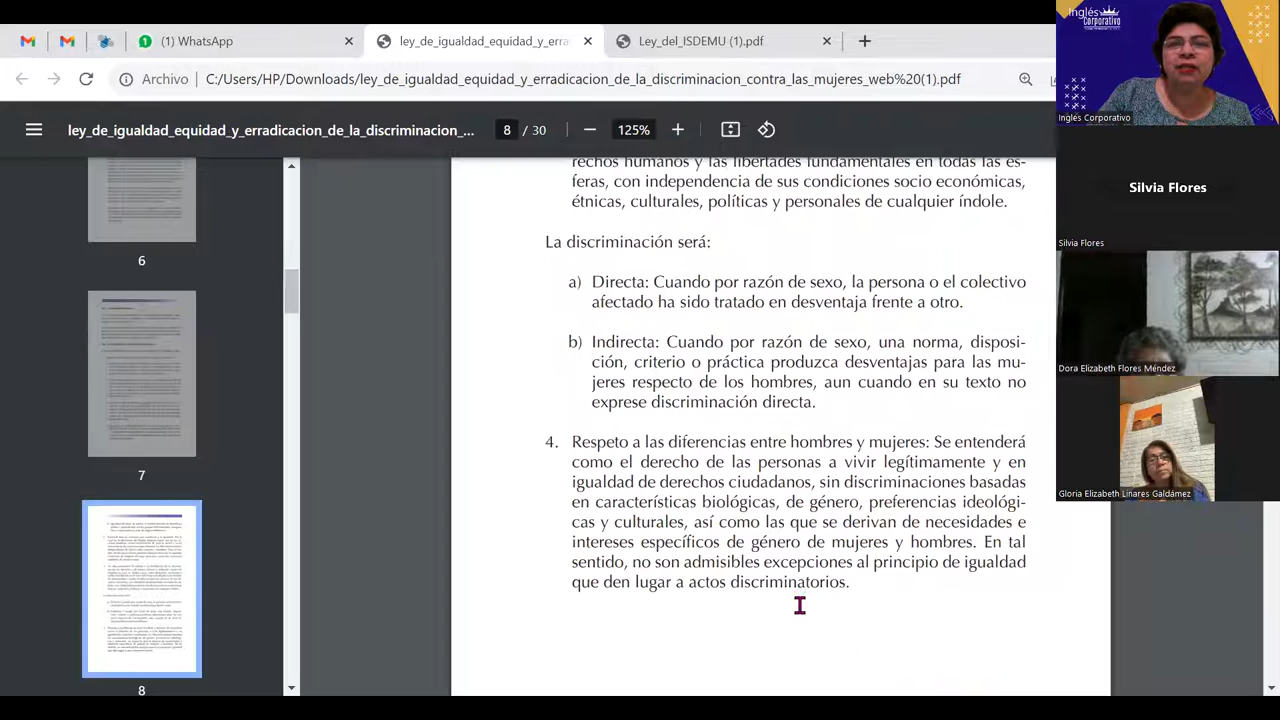 (1) WhatsApp
ley_de_igualdad_equidad_y_err
Ley_del_ISDEMU (1).pdf
Archivo
C:/Users/HP/Downloads/ley_de_igualdad_equidad_y_erradicacion_de_la_discriminacion_contra_las_mujeres_web%20(1).pdf
ley_de_igualdad_equidad_y_erradicacion_de_la_discriminacion_...
8 / 30
125%
6
7
8
rechos humanos y las libertades fundamentales en todas las es-
feras, con independencia de sus condiciones socio económicas,
étnicas, culturales, políticas y personales de cualquier índole.
La discriminación será:
a) Directa: Cuando por razón de sexo, la persona o el colectivo
afectado ha sido tratado en desventaja frente a otro.
b) Indirecta: Cuando por razón de sexo, una norma, disposi-
ción, criterio o práctica produzca desventajas para las mu-
jeres respecto de los hombres, aun cuando en su texto no
exprese discriminación directa.
4. Respeto a las diferencias entre hombres y mujeres: Se entenderá
como el derecho de las personas a vivir legítimamente y en
igualdad de derechos ciudadanos, sin discriminaciones basadas
en características biológicas, de género, preferencias ideológi-
cas, culturales, así como las que se derivan de necesidades e
intereses específicos de género de mujeres y hombres. En tal
sentido, no son admisibles excepciones al principio de igualdad
que den lugar a actos discriminatorios.
Inglés
Corporativo
Inglés Corporativo
Silvia Flores
Silvia Flores
Dora Elizabeth Flores Méndez
Gloria Elizabeth Linares Galdámez